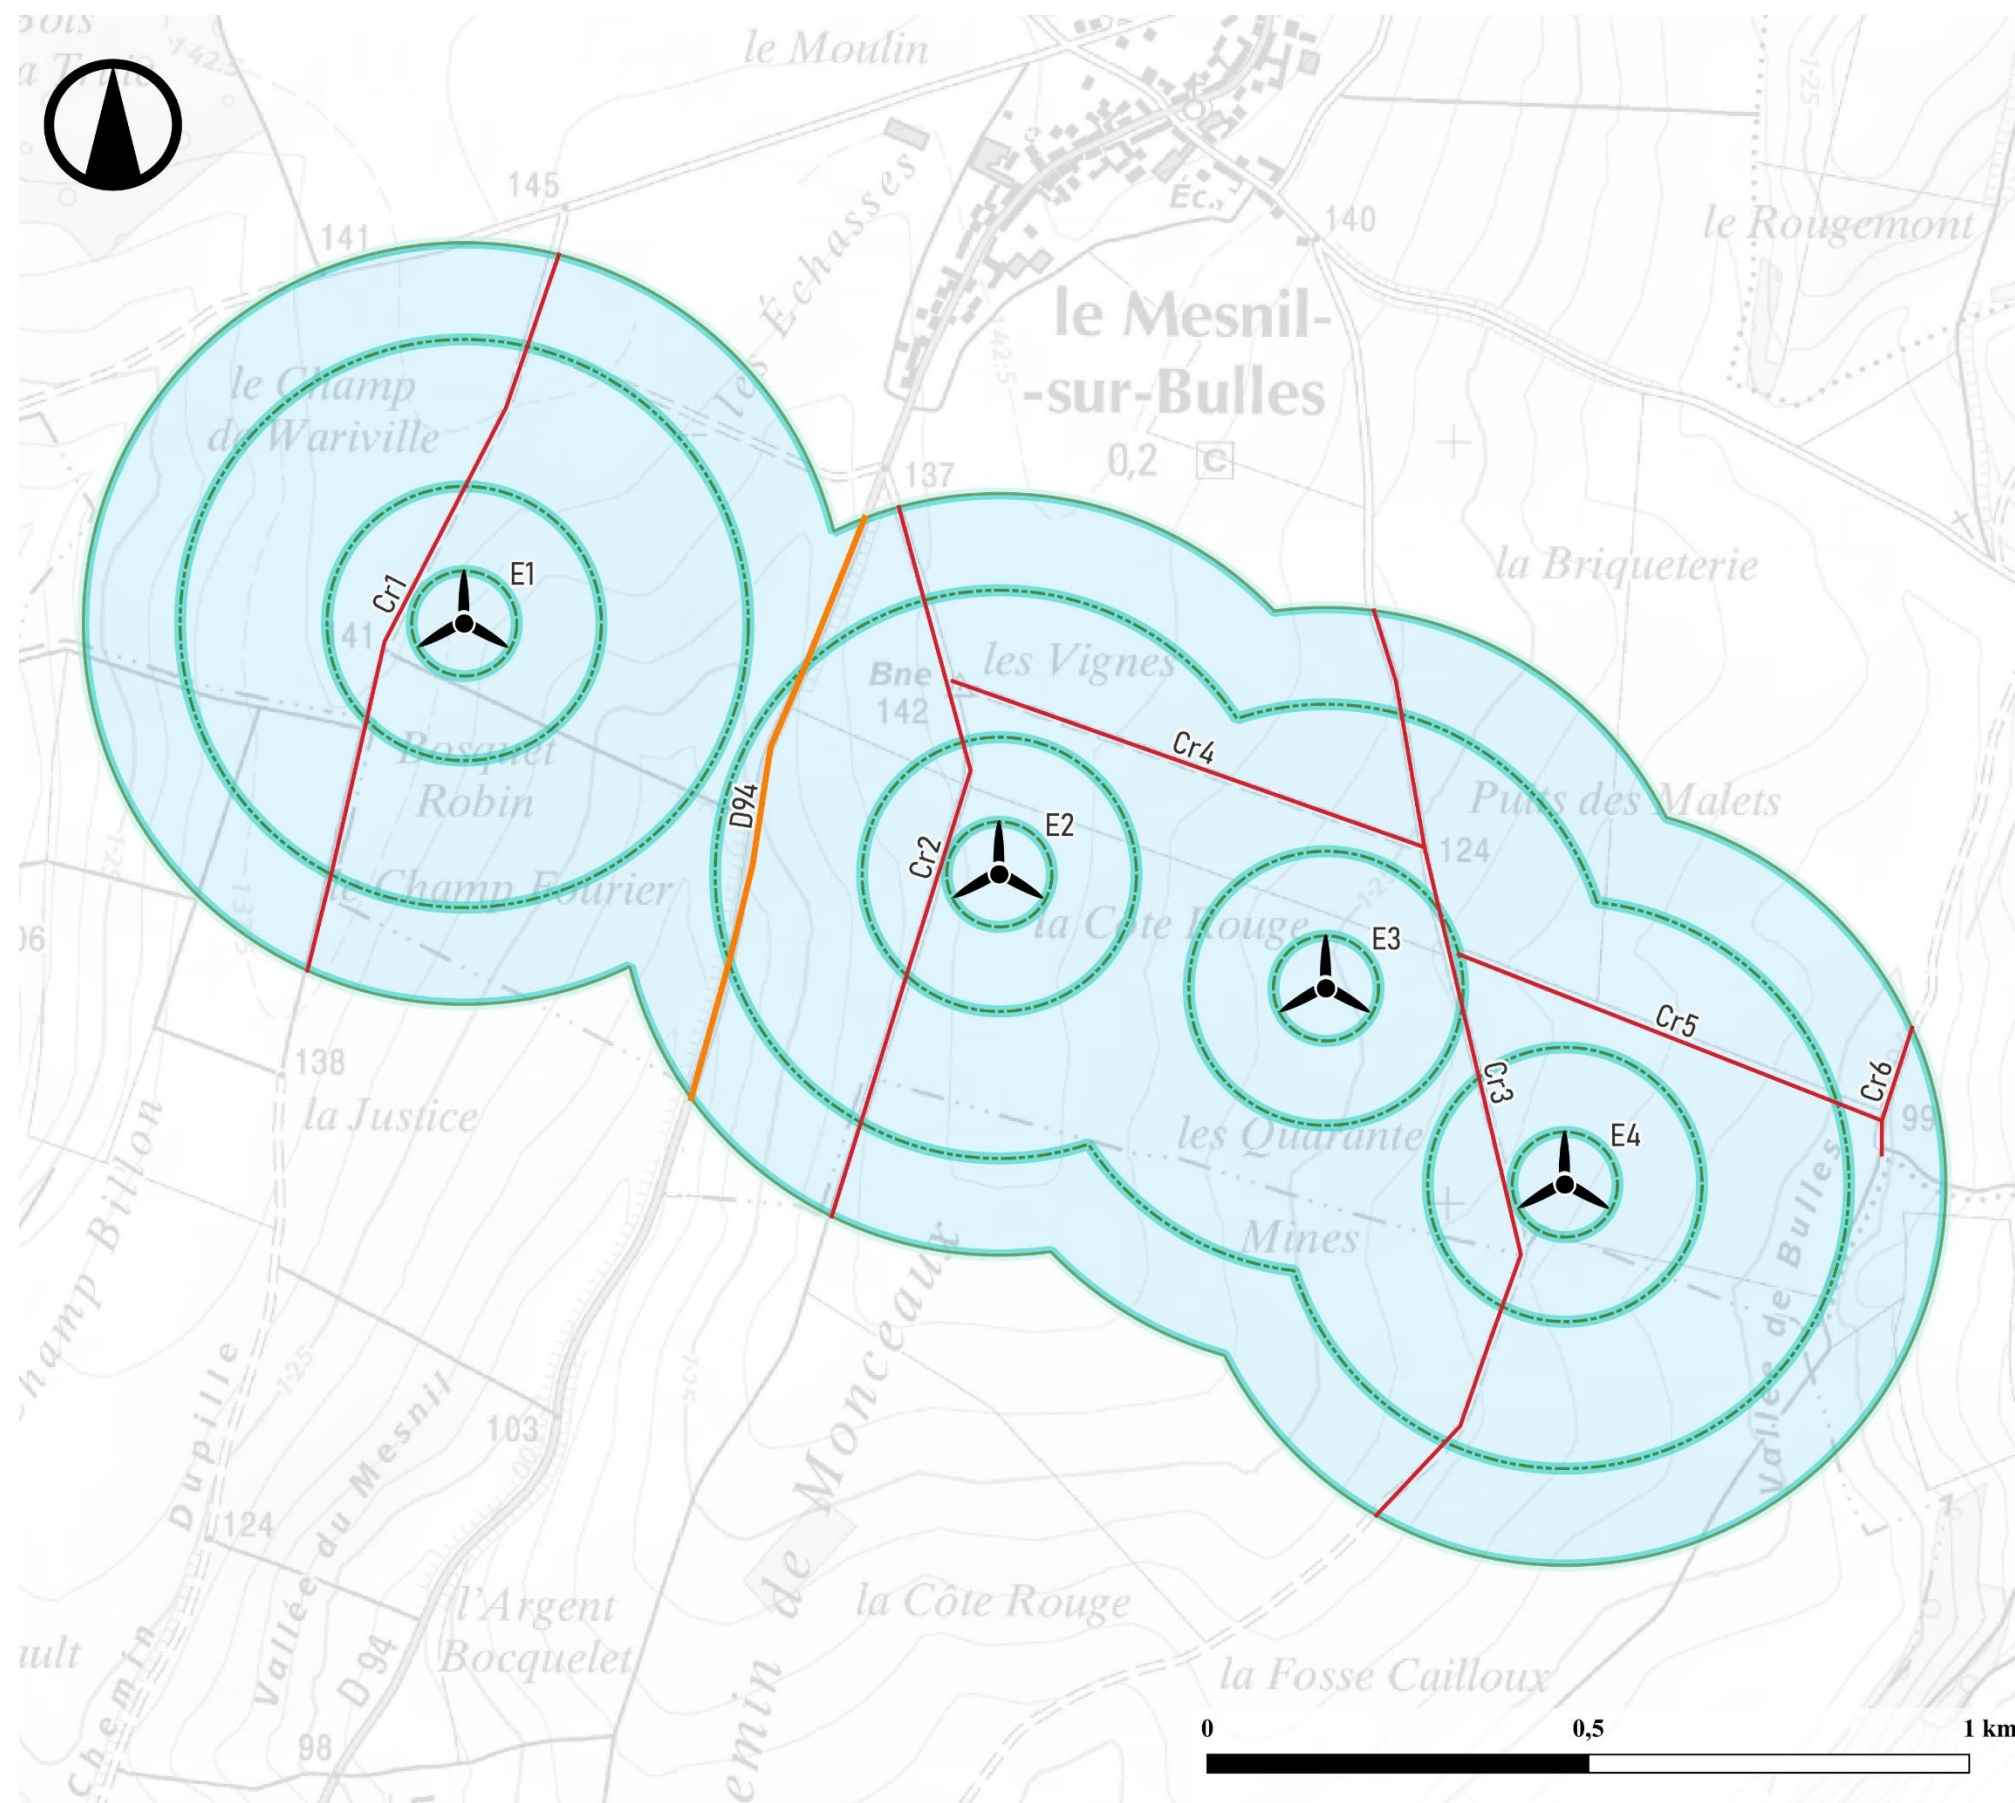 le Moulin
145
141
Éc.
140
le Rougemont
les Échasses
le Mesnil-
-sur-Bulles
0,2 C
137
le Champ
de Wariville
la Briqueterie
E1
Cr1
41
les Vignes
Bne
142
Cr4
Bosquet
Robin
Puits des Malets
D94
E2
Cr2
124
le Champ Fourier
la Côte Rouge
E3
Cr5
138
la Justice
Cr3
Cr6
99
les Quarante
Mines
E4
Vallée de Bulles
Champ Billon
Chemin Dupille
Vallée du Mesnil
103
124
emin de Monceaux
l'Argent
Bocquelet
D 94
98
la Côte Rouge
la Fosse Cailloux
0 0,5 1 km